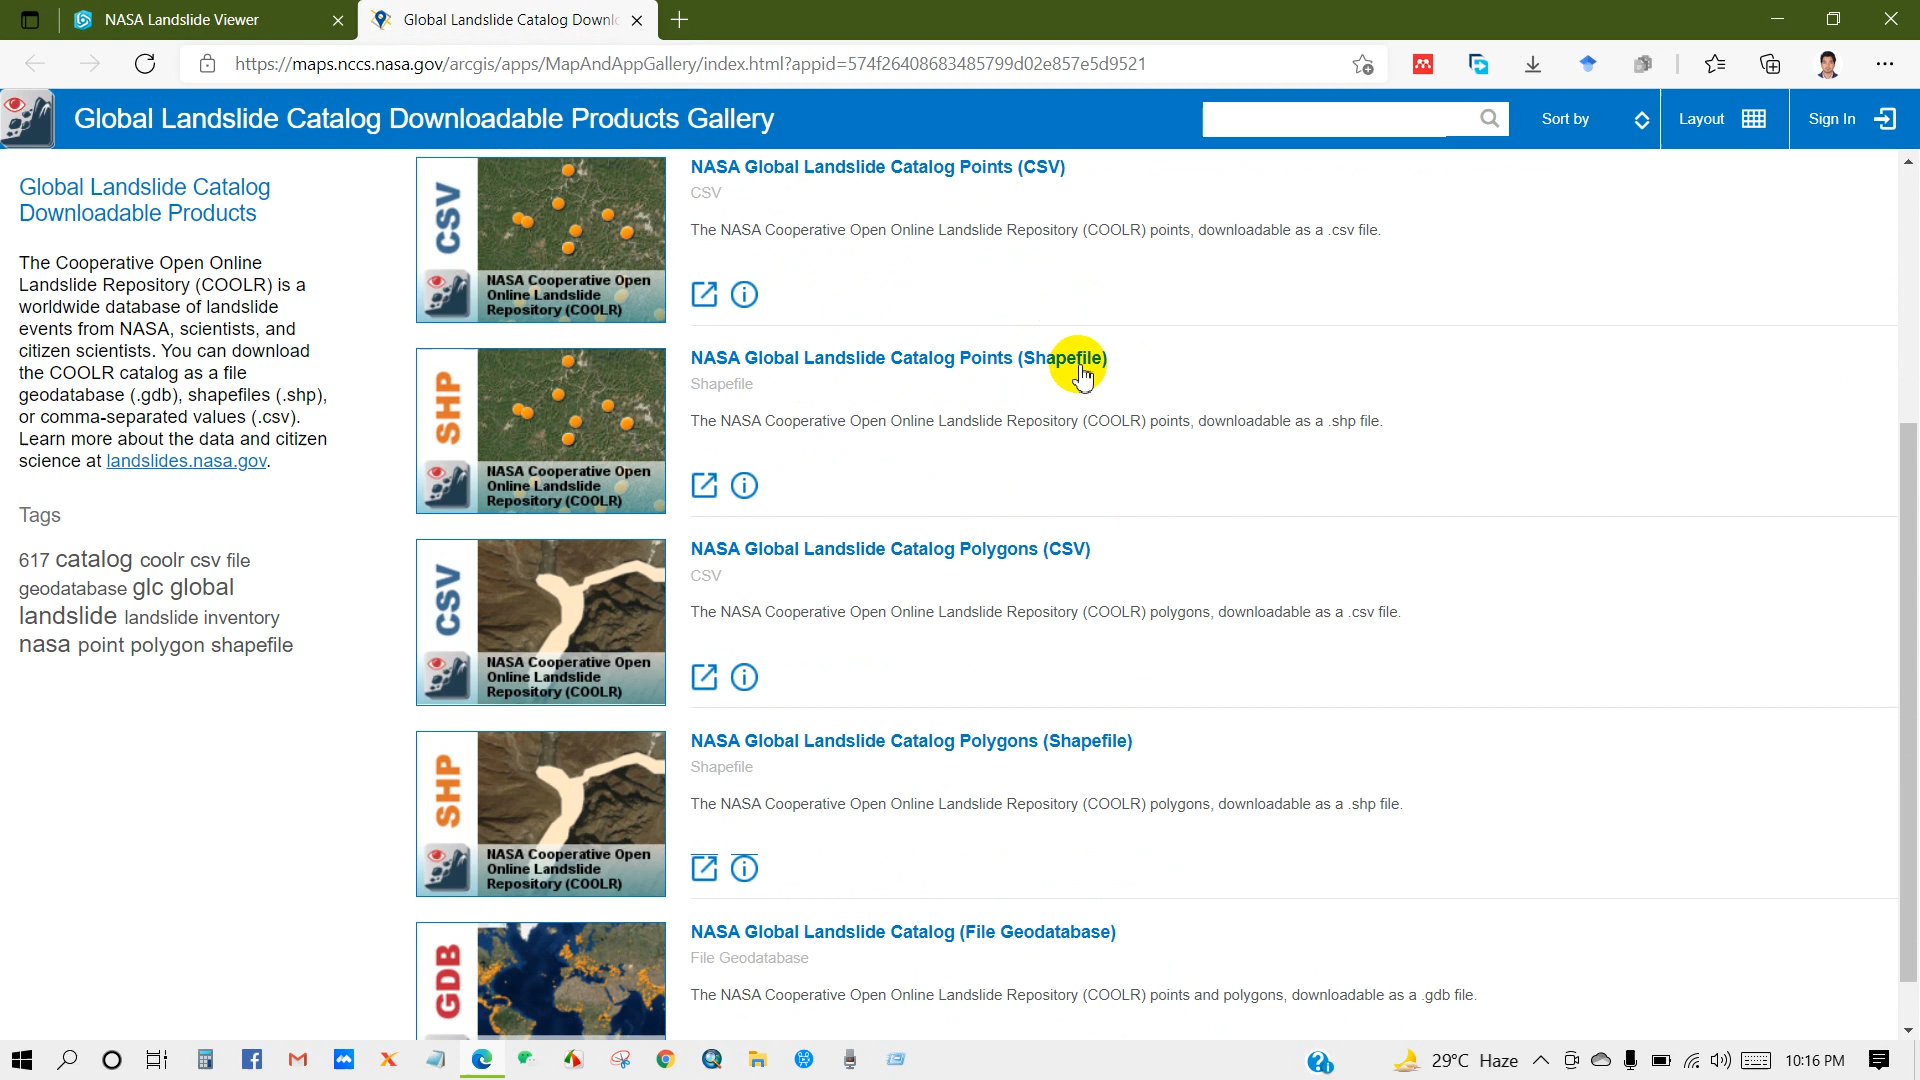 NASA Landslide Viewer
Global Landslide Catalog Downl
https://maps.nccs.nasa.gov/arcgis/apps/MapAndAppGallery/index.html?appid=574f26408683485799d02e857e5d9521
Global Landslide Catalog Downloadable Products Gallery
Sort by
Layout
Sign In
Global Landslide Catalog
Downloadable Products
The Cooperative Open Online
Landslide Repository (COOLR) is a
worldwide database of landslide
events from NASA, scientists, and
citizen scientists. You can download
the COOLR catalog as a file
geodatabase (.gdb), shapefiles (.shp),
or comma-separated values (.csv).
Learn more about the data and citizen
science at landslides.nasa.gov.
Tags
617 catalog coolr csv file
geodatabase glc global
landslide landslide inventory
nasa point polygon shapefile
CSV
NASA Cooperative Open
Online Landslide
Repository (COOLR)
NASA Global Landslide Catalog Points (CSV)
CSV
The NASA Cooperative Open Online Landslide Repository (COOLR) points, downloadable as a .csv file.
SHP
NASA Cooperative Open
Online Landslide
Repository (COOLR)
NASA Global Landslide Catalog Points (Shapefile)
Shapefile
The NASA Cooperative Open Online Landslide Repository (COOLR) points, downloadable as a .shp file.
CSV
NASA Cooperative Open
Online Landslide
Repository (COOLR)
NASA Global Landslide Catalog Polygons (CSV)
CSV
The NASA Cooperative Open Online Landslide Repository (COOLR) polygons, downloadable as a .csv file.
SHP
NASA Cooperative Open
Online Landslide
Repository (COOLR)
NASA Global Landslide Catalog Polygons (Shapefile)
Shapefile
The NASA Cooperative Open Online Landslide Repository (COOLR) polygons, downloadable as a .shp file.
GDB
NASA Global Landslide Catalog (File Geodatabase)
File Geodatabase
The NASA Cooperative Open Online Landslide Repository (COOLR) points and polygons, downloadable as a .gdb file.
29°C Haze
10:16 PM